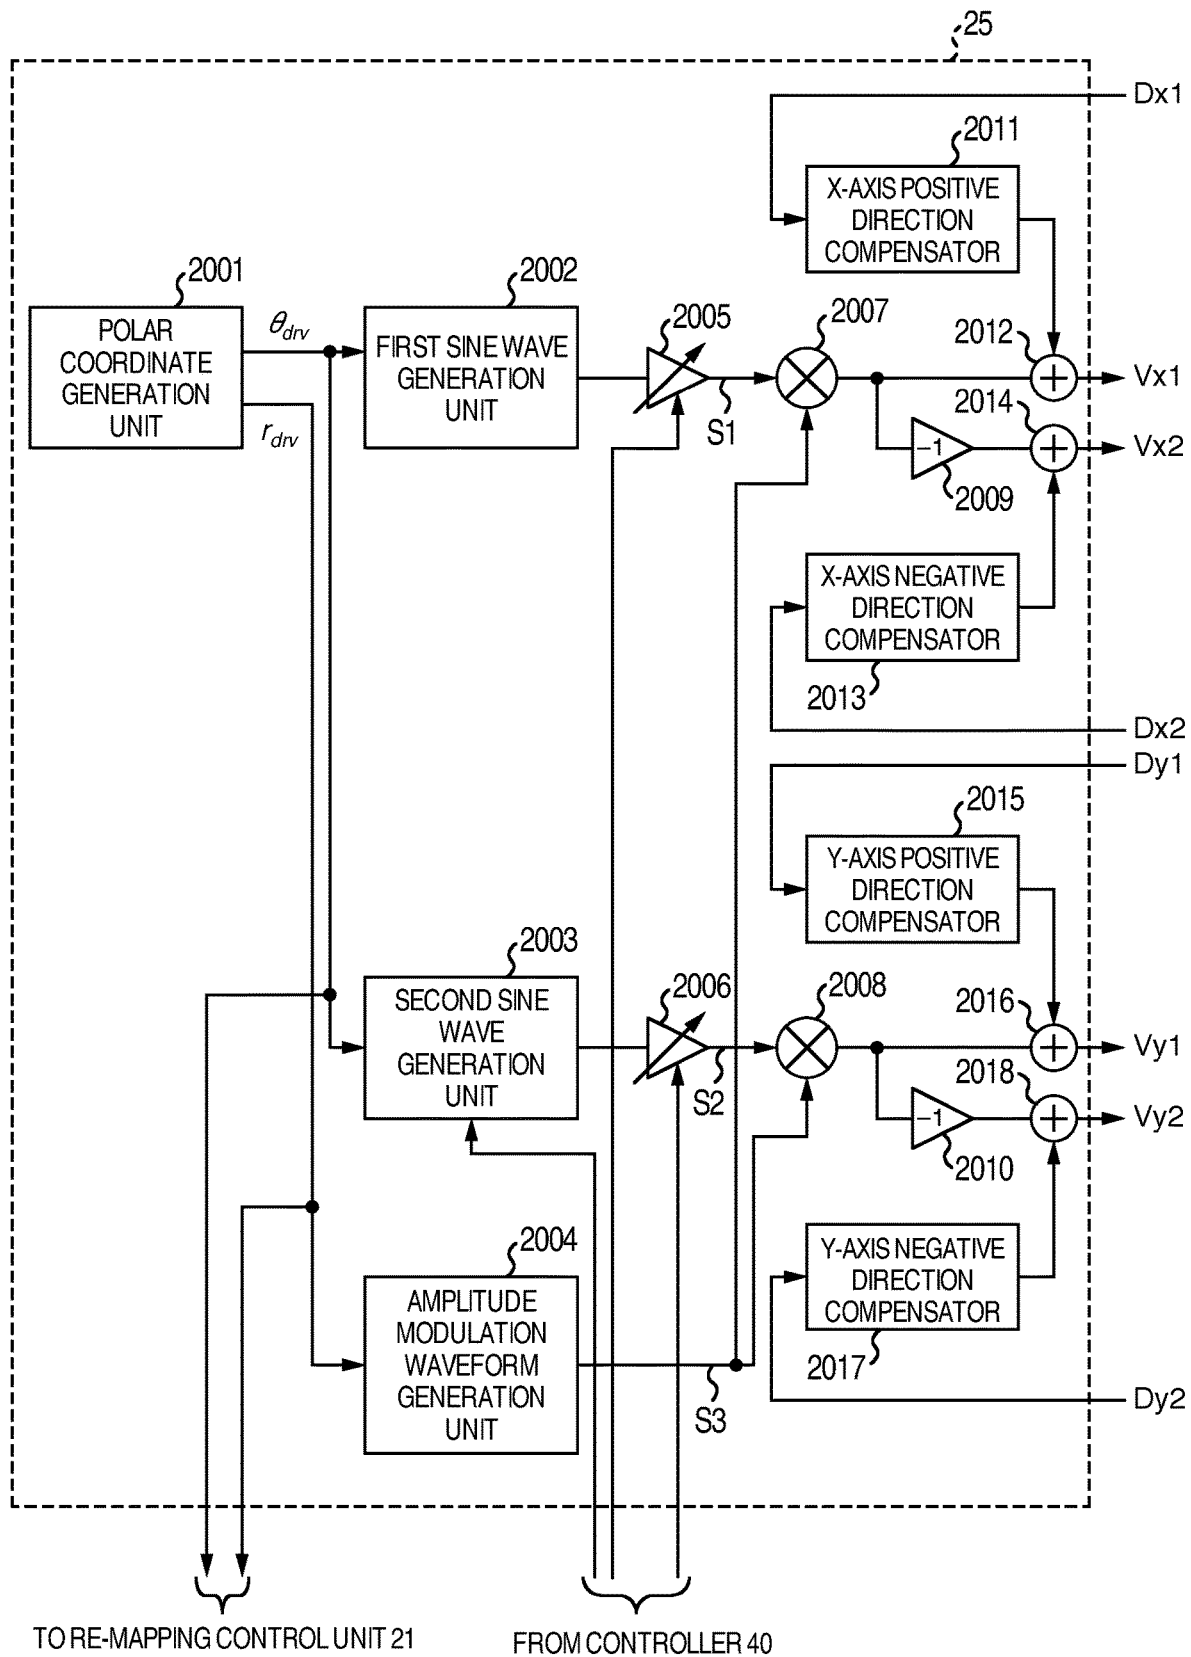 25
Dx1
2011
X-AXIS POSITIVE
DIRECTION
COMPENSATOR
2001
POLAR
COORDINATE
GENERATION
UNIT
θdrv
rdrv
2002
FIRST SINE WAVE
GENERATION
UNIT
2005
S1
2007
2012
+
Vx1
2014
+
Vx2
-1
2009
X-AXIS NEGATIVE
DIRECTION
COMPENSATOR
2013
Dx2
Dy1
2015
Y-AXIS POSITIVE
DIRECTION
COMPENSATOR
2003
SECOND SINE
WAVE
GENERATION
UNIT
2006
S2
2008
2016
+
Vy1
2018
+
Vy2
-1
2010
2004
AMPLITUDE
MODULATION
WAVEFORM
GENERATION
UNIT
S3
Y-AXIS NEGATIVE
DIRECTION
COMPENSATOR
2017
Dy2
TO RE-MAPPING CONTROL UNIT 21
FROM CONTROLLER 40